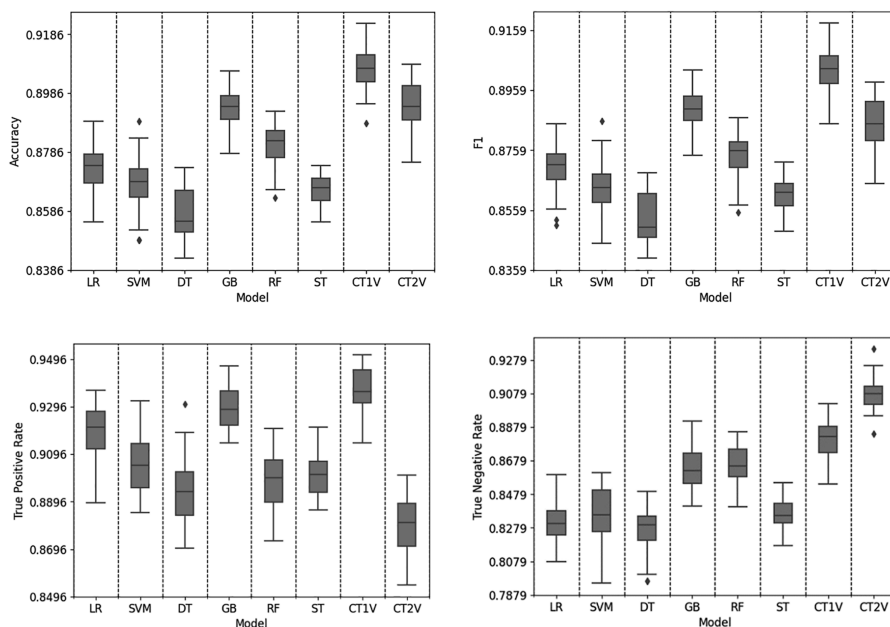 Accuracy
0.9186
0.8986
0.8786
0.8586
0.8386
LR SVM DT GB RF ST CT1V CT2V
Model
F1
0.9159
0.8959
0.8759
0.8559
0.8359
LR SVM DT GB RF ST CT1V CT2V
Model
True Positive Rate
0.9496
0.9296
0.9096
0.8896
0.8696
0.8496
LR SVM DT GB RF ST CT1V CT2V
Model
True Negative Rate
0.9279
0.9079
0.8879
0.8679
0.8479
0.8279
0.8079
0.7879
LR SVM DT GB RF ST CT1V CT2V
Model